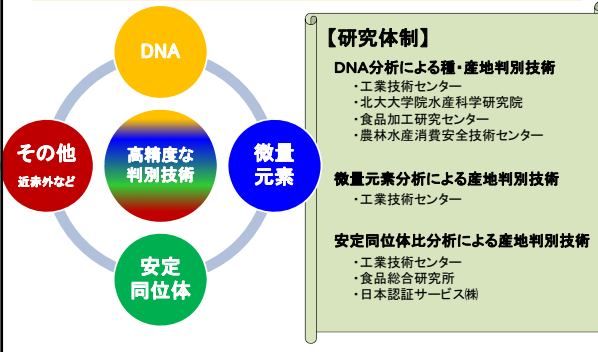 DNA
その他
近赤外など
高精度な
判別技術
微量
元素
安定
同位体
【研究体制】
DNA分析による種・産地判別技術
・工業技術センター
・北大大学院水産科学研究院
・食品加工研究センター
・農林水産消費安全技術センター
微量元素分析による産地判別技術
・工業技術センター
安定同位体比分析による産地判別技術
・工業技術センター
・食品総合研究所
・日本認証サービス㈱